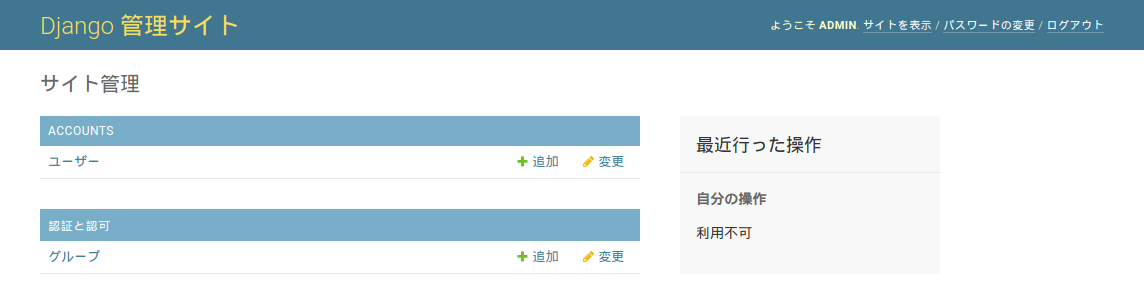 Django 管理サイト
ようこそ ADMIN. サイトを表示 / パスワードの変更 / ログアウト
サイト管理
ACCOUNTS
ユーザー 追加 変更
認証と認可
グループ 追加 変更
最近行った操作
自分の操作
利用不可